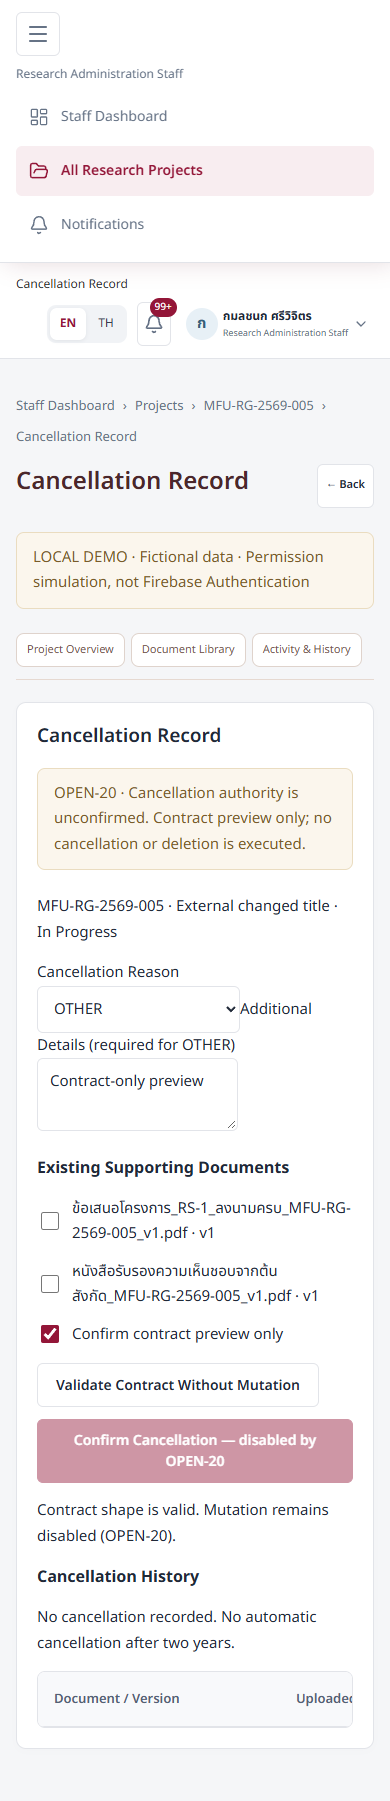 Research Administration Staff
Staff Dashboard
All Research Projects
Notifications
Cancellation Record
EN TH 99+ ก กมลชนก ศรีวิจิตร
Research Administration Staff
Staff Dashboard › Projects › MFU-RG-2569-005 ›
Cancellation Record
Cancellation Record
← Back
LOCAL DEMO · Fictional data · Permission
simulation, not Firebase Authentication
Project Overview Document Library Activity & History
Cancellation Record
OPEN-20 · Cancellation authority is
unconfirmed. Contract preview only; no
cancellation or deletion is executed.
MFU-RG-2569-005 · External changed title ·
In Progress
Cancellation Reason
OTHER Additional
Details (required for OTHER)
Contract-only preview
Existing Supporting Documents
ข้อเสนอโครงการ_RS-1_ลงนามครบ_MFU-RG-
2569-005_v1.pdf · v1
หนังสือรับรองความเห็นชอบจากต้น
สังกัด_MFU-RG-2569-005_v1.pdf · v1
Confirm contract preview only
Validate Contract Without Mutation
Confirm Cancellation — disabled by
OPEN-20
Contract shape is valid. Mutation remains
disabled (OPEN-20).
Cancellation History
No cancellation recorded. No automatic
cancellation after two years.
Document / Version Uploaded